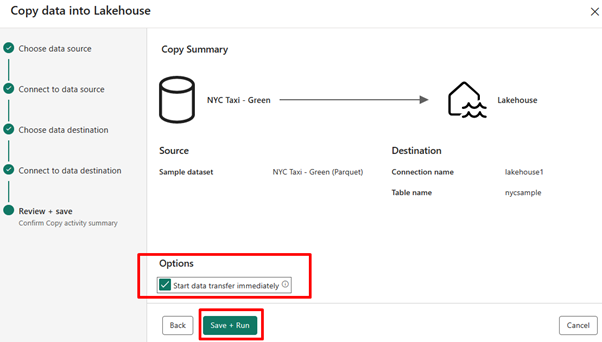 Copy data into Lakehouse
Choose data source
Connect to data source
Choose data destination
Connect to data destination
Review + save
Confirm Copy activity summary
Copy Summary
NYC Taxi - Green
Lakehouse
Source
Sample dataset NYC Taxi - Green (Parquet)
Destination
Connection name lakehouse1
Table name nycsample
Options
Start data transfer immediately
Back
Save + Run
Cancel